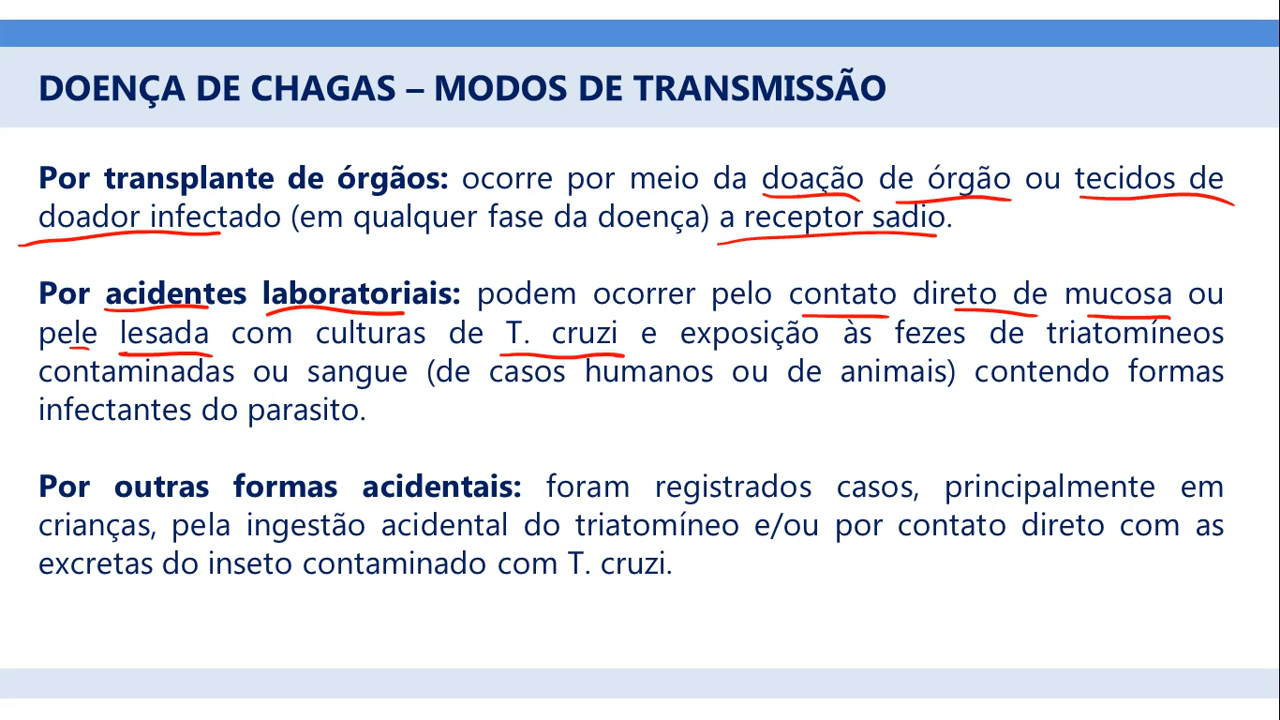 DOENÇA DE CHAGAS – MODOS DE TRANSMISSÃO
Por transplante de órgãos: ocorre por meio da doação de órgão ou tecidos de
doador infectado (em qualquer fase da doença) a receptor sadio.
Por acidentes laboratoriais: podem ocorrer pelo contato direto de mucosa ou
pele lesada com culturas de T. cruzi e exposição às fezes de triatomíneos
contaminadas ou sangue (de casos humanos ou de animais) contendo formas
infectantes do parasito.
Por outras formas acidentais: foram registrados casos, principalmente em
crianças, pela ingestão acidental do triatomíneo e/ou por contato direto com as
excretas do inseto contaminado com T. cruzi.